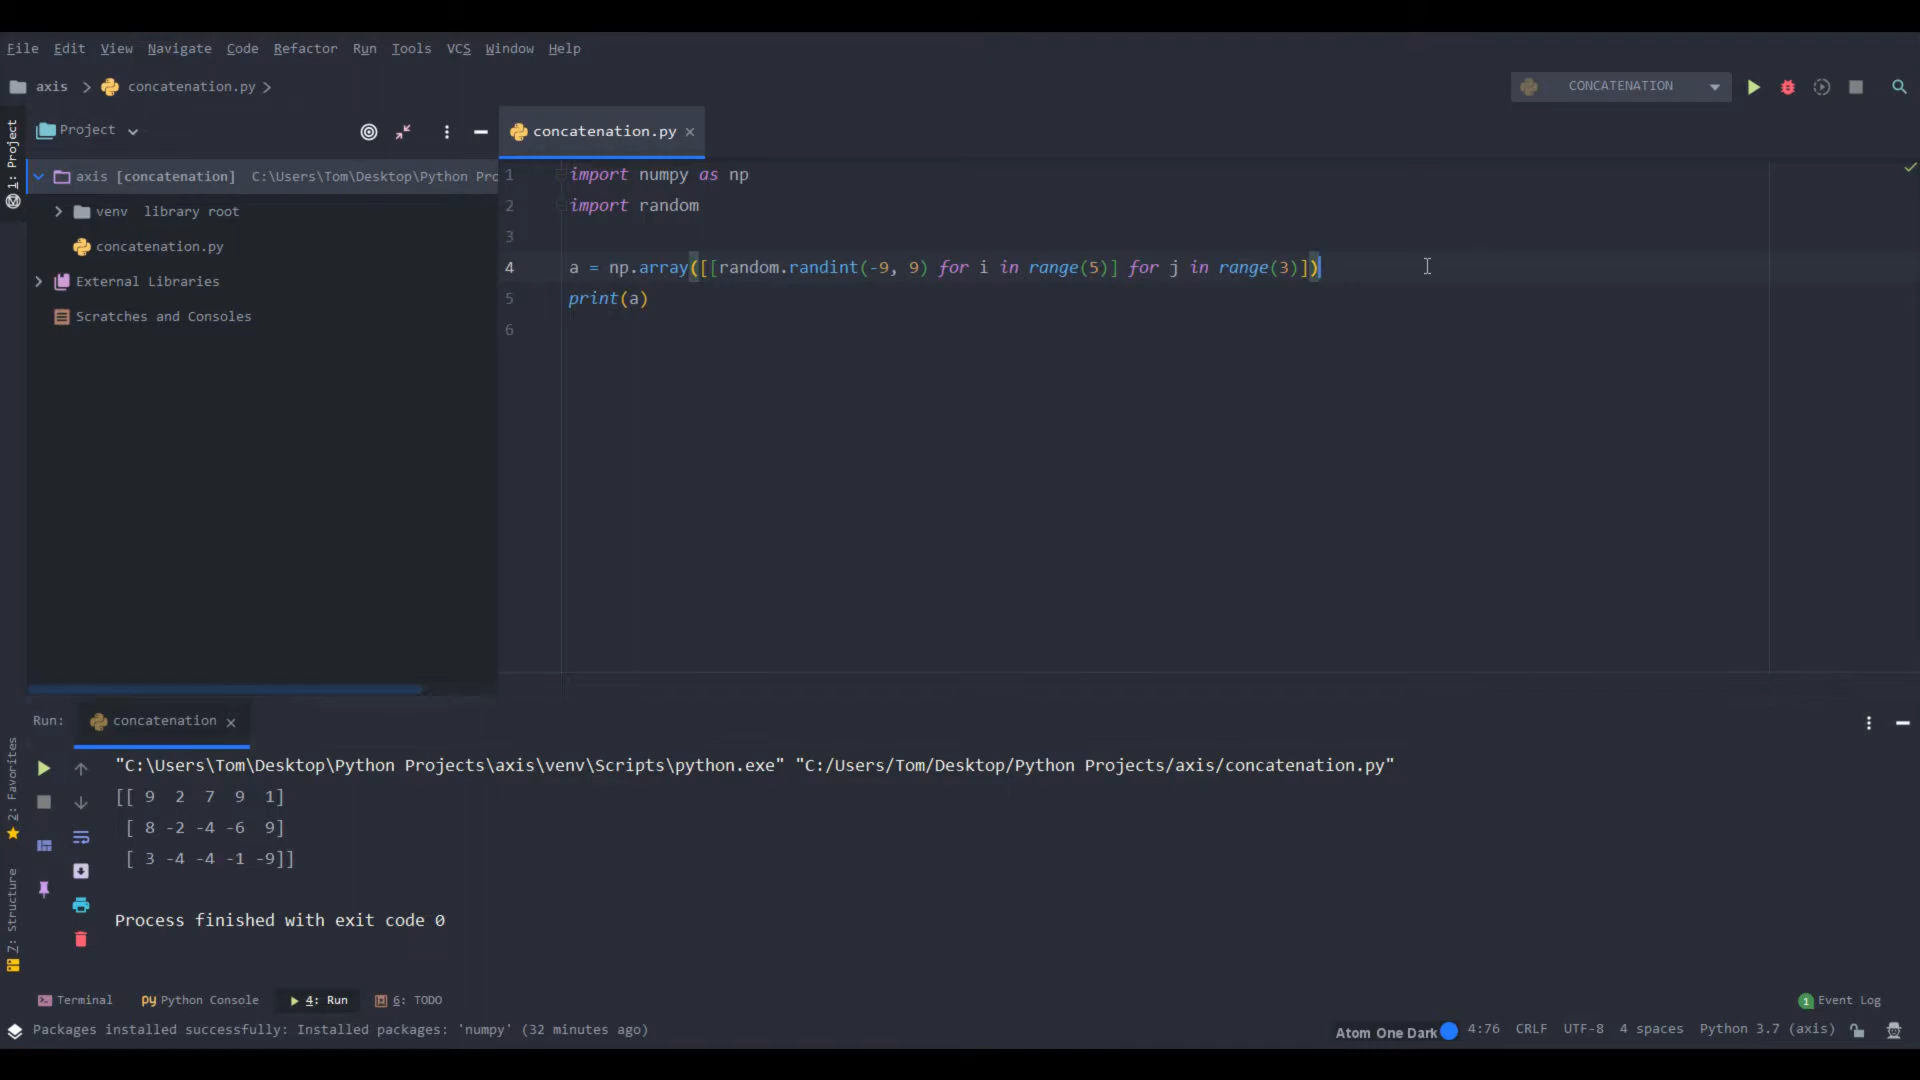 File Edit View Navigate Code Refactor Run Tools VCS Window Help
axis concatenation.py
CONCATENATION
1: Project
Project
concatenation.py
axis [concatenation] C:\Users\Tom\Desktop\Python Pro
venv library root
concatenation.py
External Libraries
Scratches and Consoles
1 import numpy as np
2 import random
3
4 a = np.array([[random.randint(-9, 9) for i in range(5)] for j in range(3)])
5 print(a)
6
Run: concatenation
2: Favorites
7: Structure
"C:\Users\Tom\Desktop\Python Projects\axis\venv\Scripts\python.exe" "C:/Users/Tom/Desktop/Python Projects/axis/concatenation.py"
[[ 9 2 7 9 1]
[ 8 -2 -4 -6 9]
[ 3 -4 -4 -1 -9]]
Process finished with exit code 0
Terminal Python Console 4: Run 6: TODO
1 Event Log
Packages installed successfully: Installed packages: 'numpy' (32 minutes ago)
Atom One Dark 4:76 CRLF UTF-8 4 spaces Python 3.7 (axis)